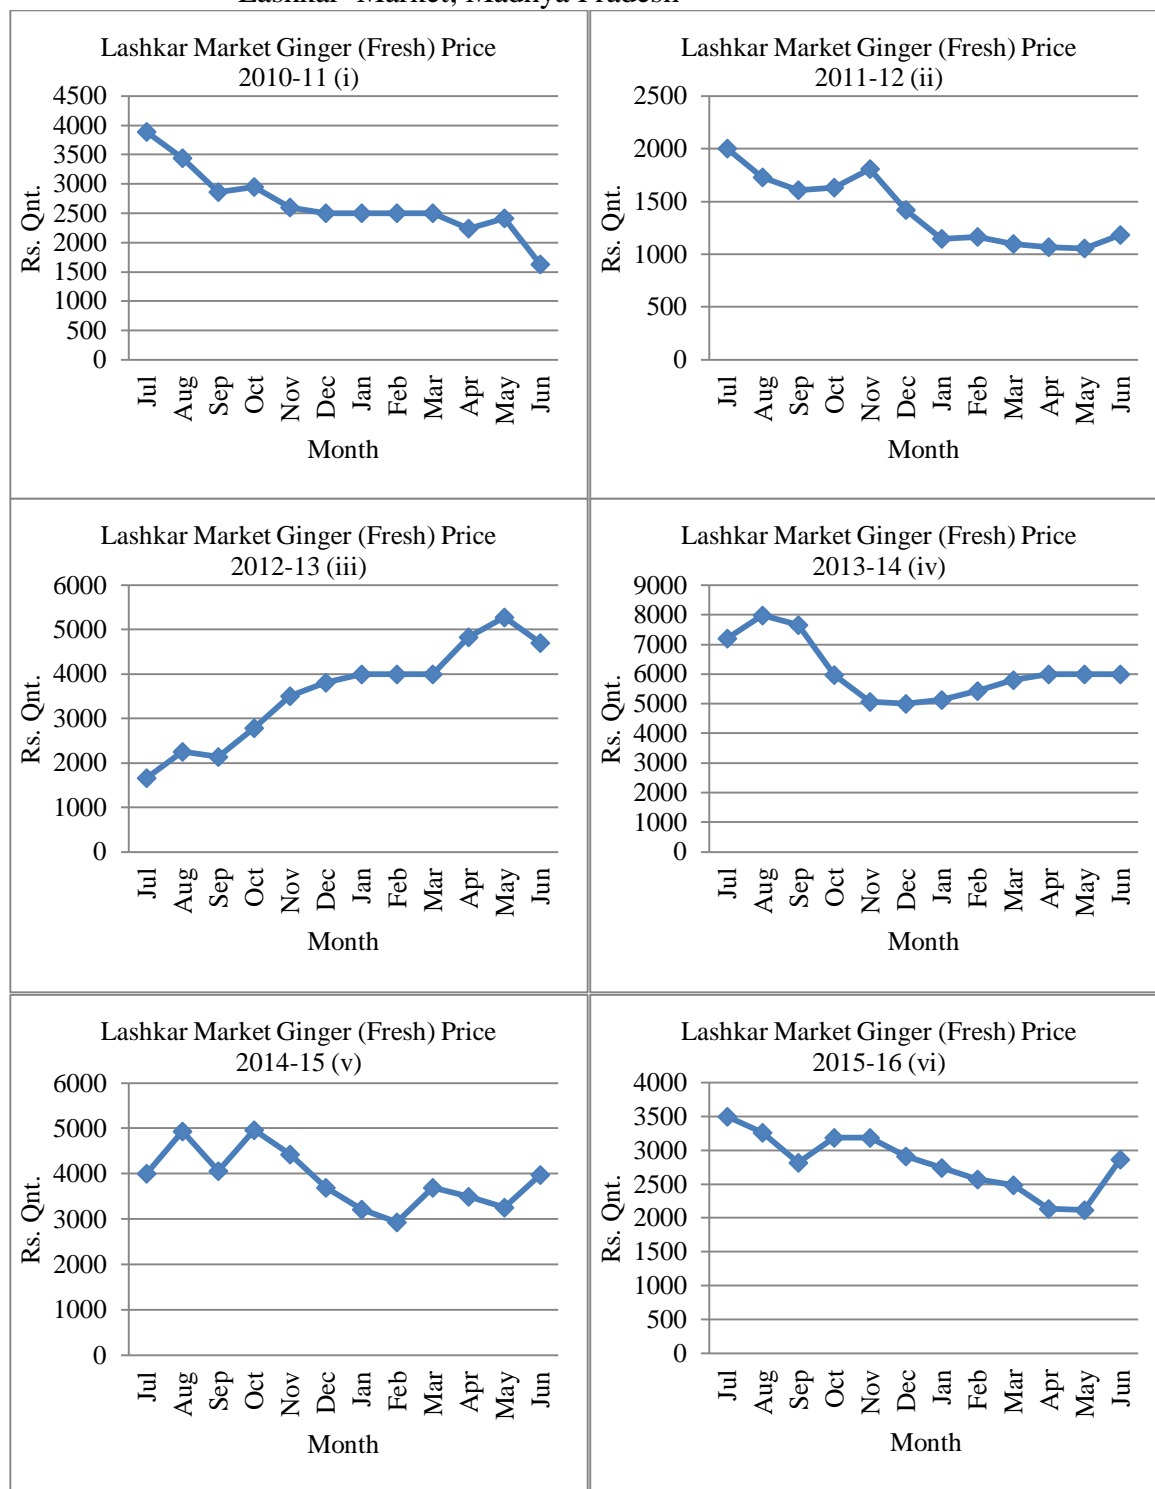 Lashkar Market, Madhya Pradesh
Lashkar Market Ginger (Fresh) Price
2010-11 (i)
4500
4000
3500
3000
2500
2000
1500
1000
500
0
Rs. Qnt.
Jul Aug Sep Oct Nov Dec Jan Feb Mar Apr May Jun
Month
Lashkar Market Ginger (Fresh) Price
2011-12 (ii)
2500
2000
1500
1000
500
0
Rs. Qnt.
Jul Aug Sep Oct Nov Dec Jan Feb Mar Apr May Jun
Month
Lashkar Market Ginger (Fresh) Price
2012-13 (iii)
6000
5000
4000
3000
2000
1000
0
Rs. Qnt.
Jul Aug Sep Oct Nov Dec Jan Feb Mar Apr May Jun
Month
Lashkar Market Ginger (Fresh) Price
2013-14 (iv)
9000
8000
7000
6000
5000
4000
3000
2000
1000
0
Rs. Qnt.
Jul Aug Sep Oct Nov Dec Jan Feb Mar Apr May Jun
Month
Lashkar Market Ginger (Fresh) Price
2014-15 (v)
6000
5000
4000
3000
2000
1000
0
Rs. Qnt.
Jul Aug Sep Oct Nov Dec Jan Feb Mar Apr May Jun
Month
Lashkar Market Ginger (Fresh) Price
2015-16 (vi)
4000
3500
3000
2500
2000
1500
1000
500
0
Rs. Qnt.
Jul Aug Sep Oct Nov Dec Jan Feb Mar Apr May Jun
Month